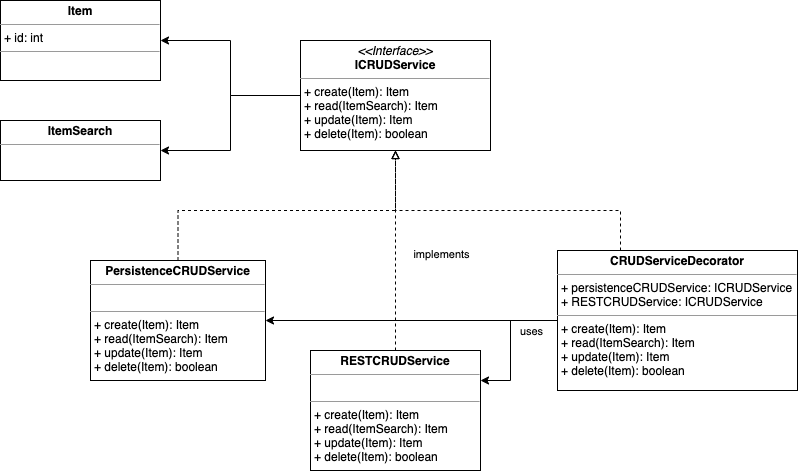 Item
+ id: int
<<Interface>>
ICRUDService
+ create(Item): Item
+ read(ItemSearch): Item
+ update(Item): Item
+ delete(Item): boolean
ItemSearch
implements
PersistenceCRUDService
+ create(Item): Item
+ read(ItemSearch): Item
+ update(Item): Item
+ delete(Item): boolean
CRUDServiceDecorator
+ persistenceCRUDService: ICRUDService
+ RESTCRUDService: ICRUDService
+ create(Item): Item
+ read(ItemSearch): Item
+ update(Item): Item
+ delete(Item): boolean
uses
RESTCRUDService
+ create(Item): Item
+ read(ItemSearch): Item
+ update(Item): Item
+ delete(Item): boolean